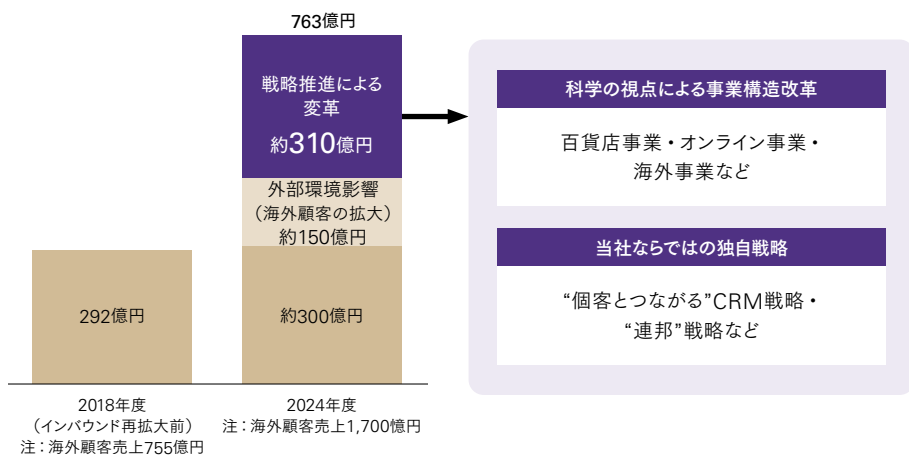 763億円
戦略推進による
変革
約310億円
外部環境影響
（海外顧客の拡大）
約150億円
292億円
約300億円
2018年度
（インバウンド再拡大前）
注：海外顧客売上755億円
2024年度
注：海外顧客売上1,700億円
科学の視点による事業構造改革
百貨店事業・オンライン事業・
海外事業など
当社ならではの独自戦略
“個客とつながる”CRM戦略・
“連邦”戦略など